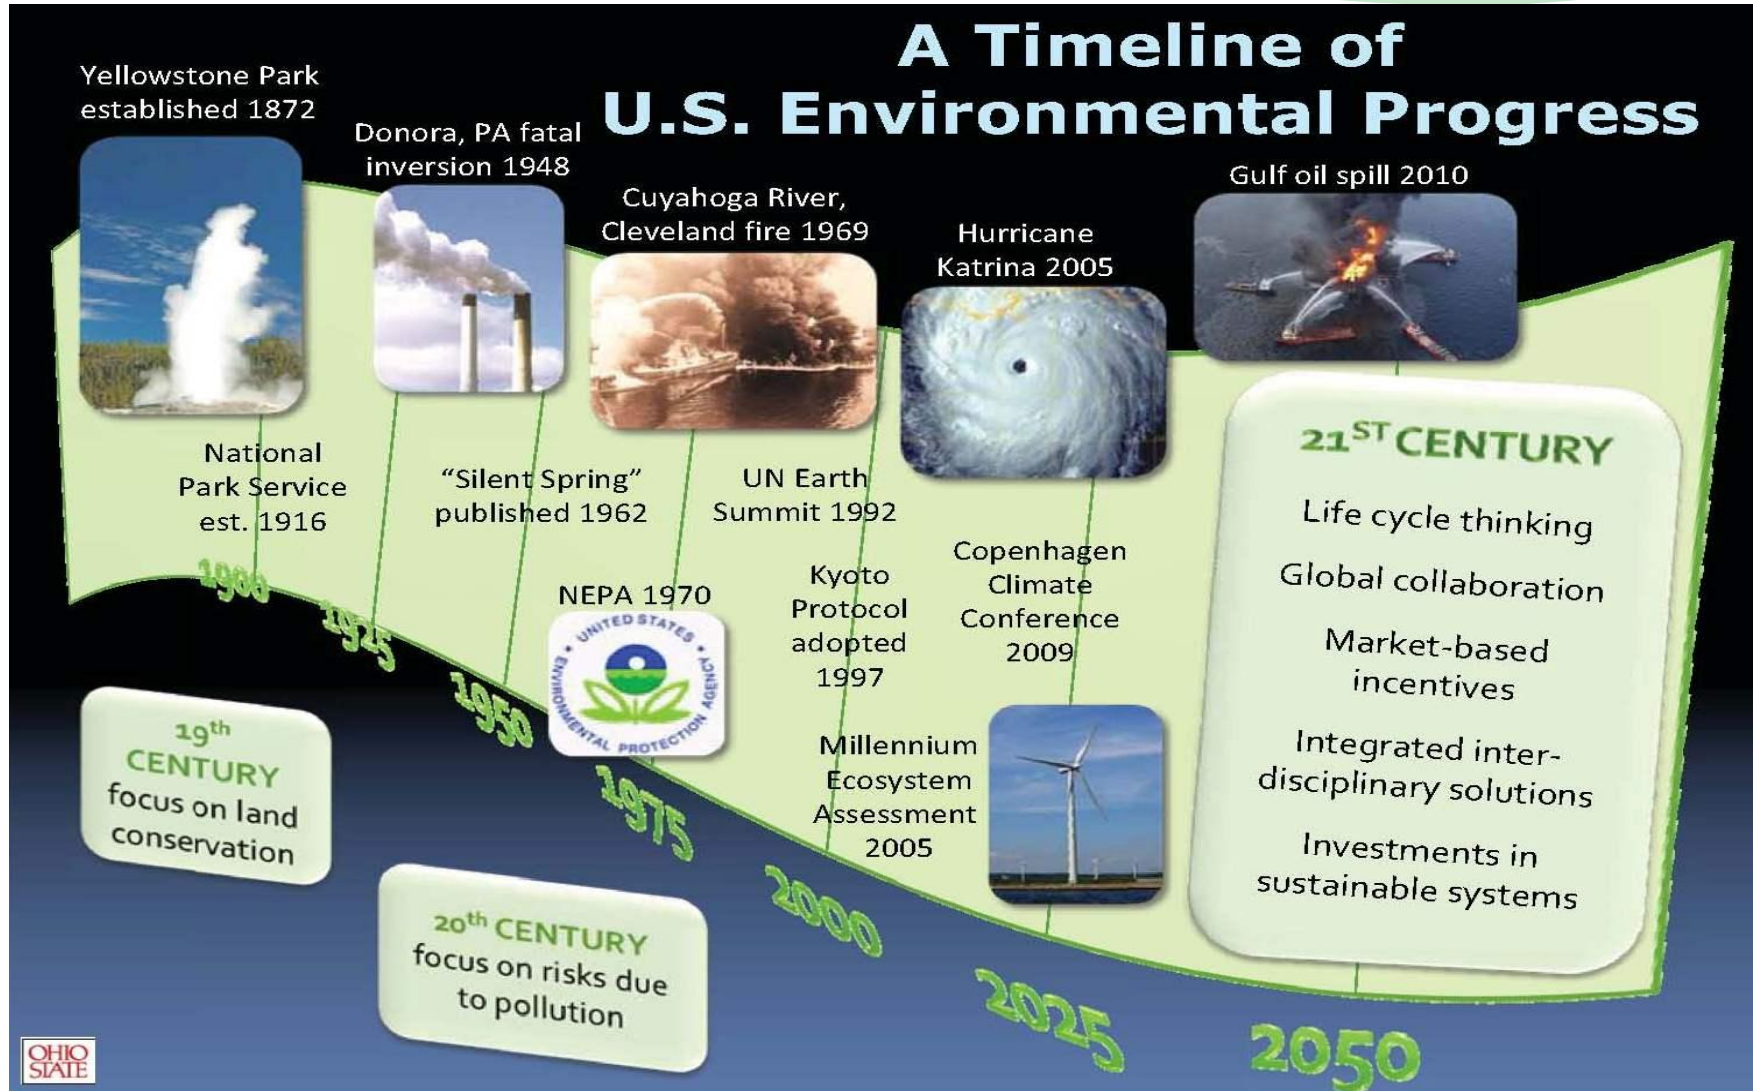 A Timeline of
U.S. Environmental Progress
Yellowstone Park
established 1872
Donora, PA fatal
inversion 1948
Cuyahoga River,
Cleveland fire 1969
Hurricane
Katrina 2005
Gulf oil spill 2010
National
Park Service
est. 1916
"Silent Spring"
published 1962
UN Earth
Summit 1992
NEPA 1970
UNITED STATES
ENVIRONMENTAL PROTECTION AGENCY
Kyoto
Protocol
adopted
1997
Copenhagen
Climate
Conference
2009
Millennium
Ecosystem
Assessment
2005
1900
1925
1950
1975
2000
2025
2050
19th
CENTURY
focus on land
conservation
20th CENTURY
focus on risks due
to pollution
21ST CENTURY
Life cycle thinking
Global collaboration
Market-based
incentives
Integrated inter-
disciplinary solutions
Investments in
sustainable systems
OHIO
STATE